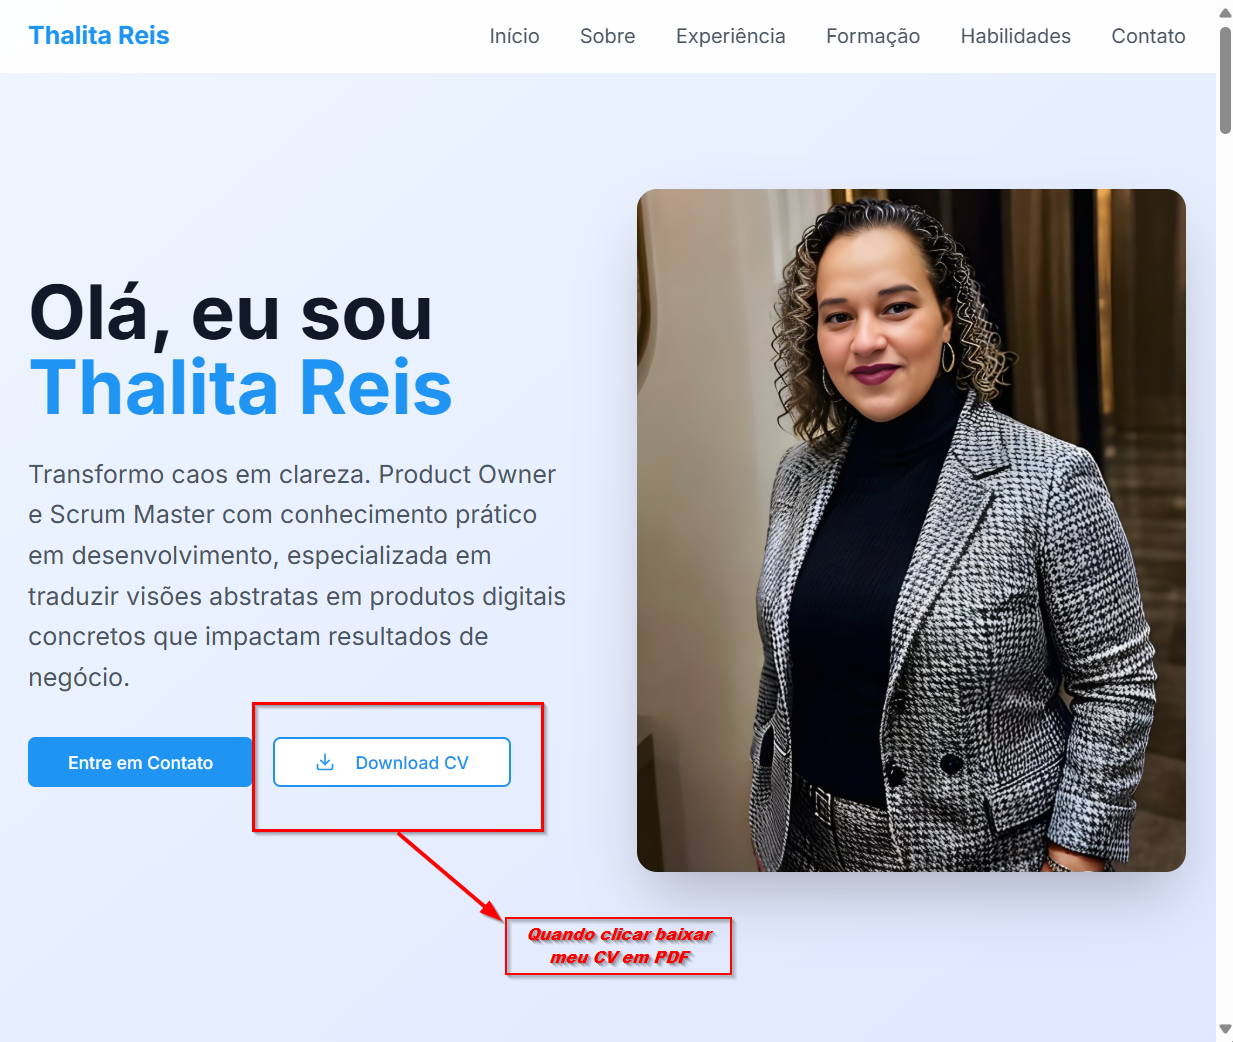 Thalita Reis
Início Sobre Experiência Formação Habilidades Contato
Olá, eu sou
Thalita Reis
Transformo caos em clareza. Product Owner
e Scrum Master com conhecimento prático
em desenvolvimento, especializada em
traduzir visões abstratas em produtos digitais
concretos que impactam resultados de
negócio.
Entre em Contato
Download CV
Quando clicar baixar
meu CV em PDF